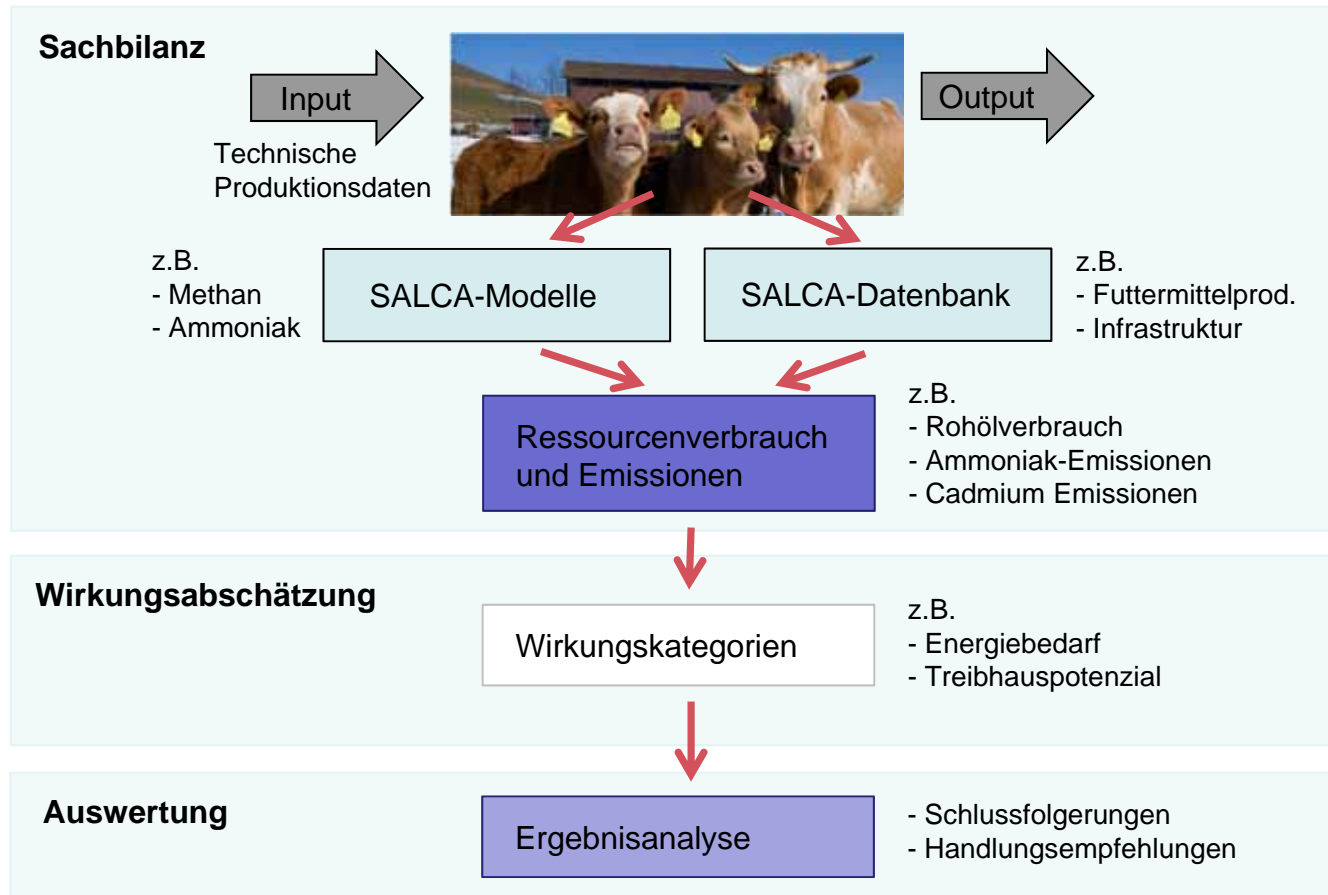 Sachbilanz
Input
Output
Technische
Produktionsdaten
z.B.
- Methan
- Ammoniak
SALCA-Modelle
SALCA-Datenbank
z.B.
- Futtermittelprod.
- Infrastruktur
Ressourcenverbrauch
und Emissionen
z.B.
- Rohölverbrauch
- Ammoniak-Emissionen
- Cadmium Emissionen
Wirkungsabschätzung
Wirkungskategorien
z.B.
- Energiebedarf
- Treibhauspotenzial
Auswertung
Ergebnisanalyse
- Schlussfolgerungen
- Handlungsempfehlungen